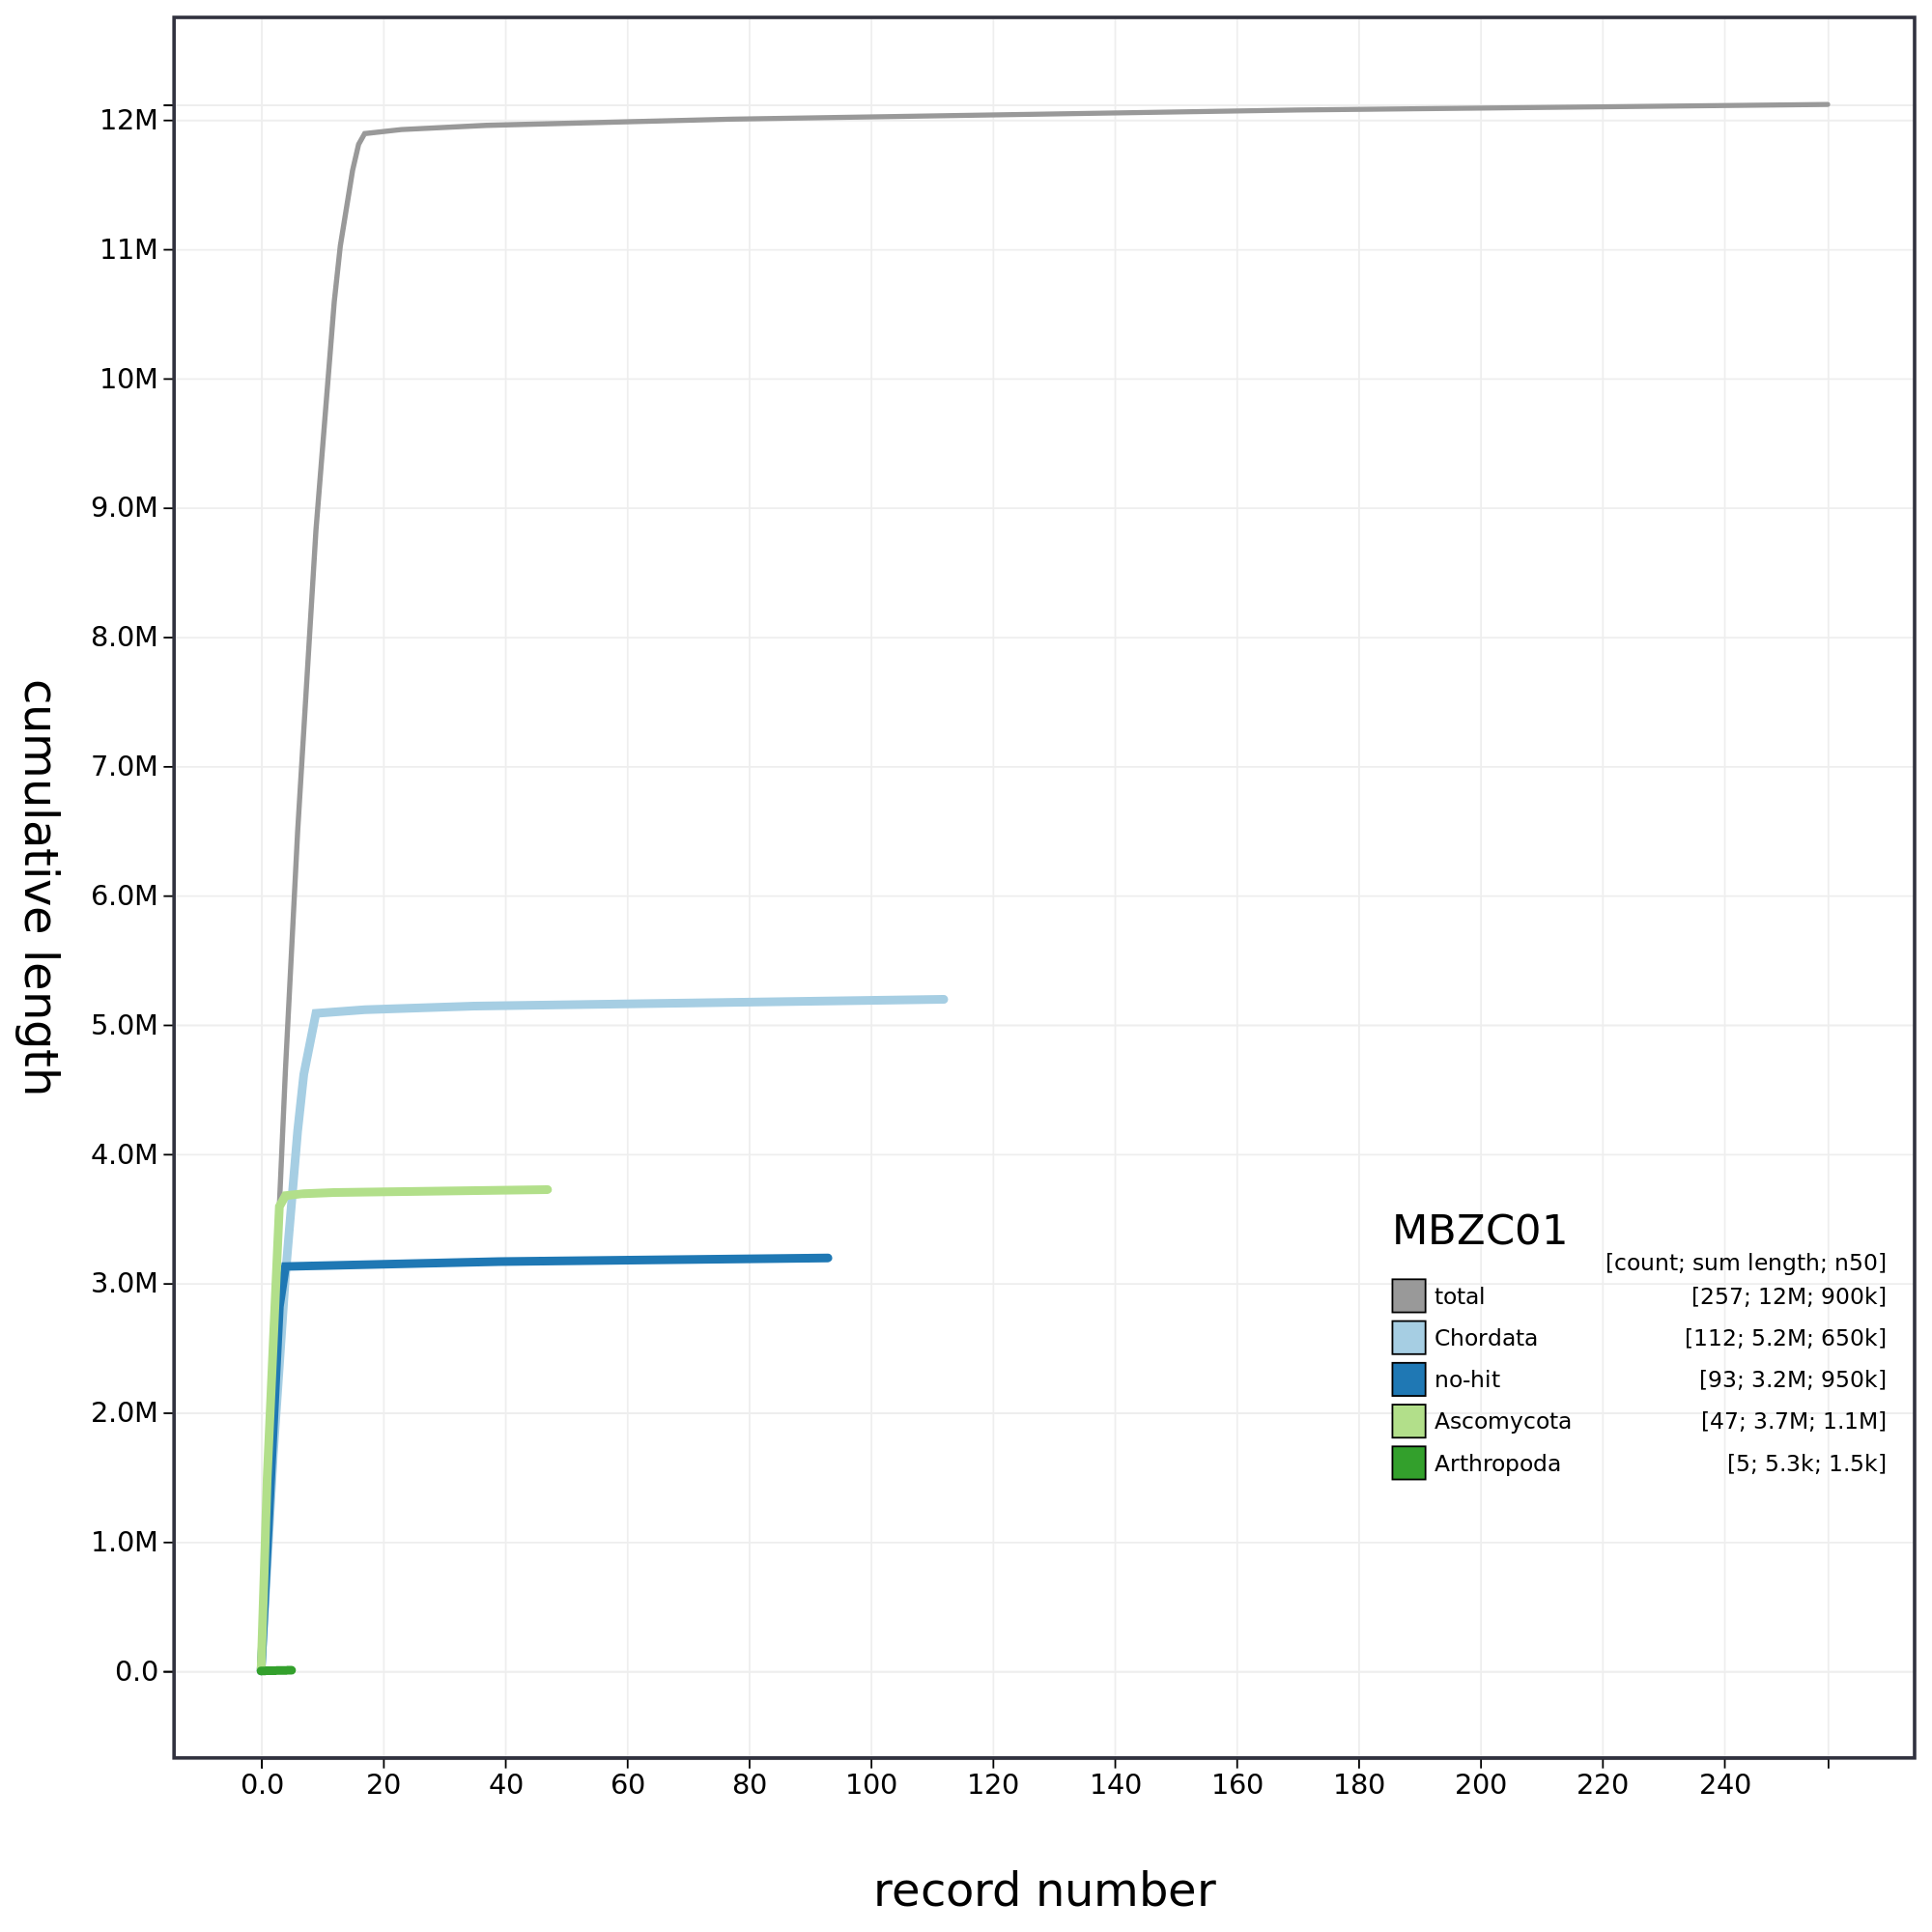 12M
11M
10M
9.0M
8.0M
7.0M
6.0M
5.0M
4.0M
3.0M
2.0M
1.0M
0.0
cumulative length
MBZC01
[count; sum length; n50]
total [257; 12M; 900k]
Chordata [112; 5.2M; 650k]
no-hit [93; 3.2M; 950k]
Ascomycota [47; 3.7M; 1.1M]
Arthropoda [5; 5.3k; 1.5k]
0.0 20 40 60 80 100 120 140 160 180 200 220 240
record number